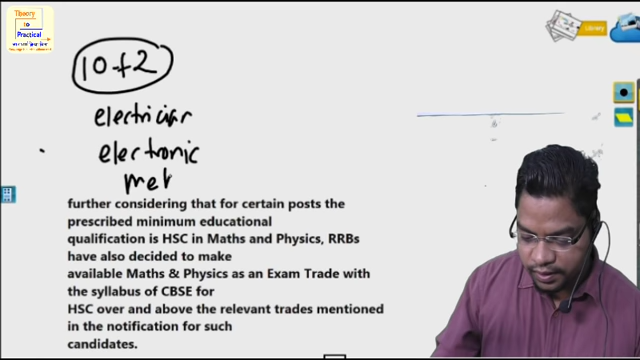 Theory
to
Practical
Library
10+2
electrician
electronic
met
further considering that for certain posts the
prescribed minimum educational
qualification is HSC in Maths and Physics, RRBs
have also decided to make
available Maths & Physics as an Exam Trade with
the syllabus of CBSE for
HSC over and above the relevant trades mentioned
in the notification for such
candidates.